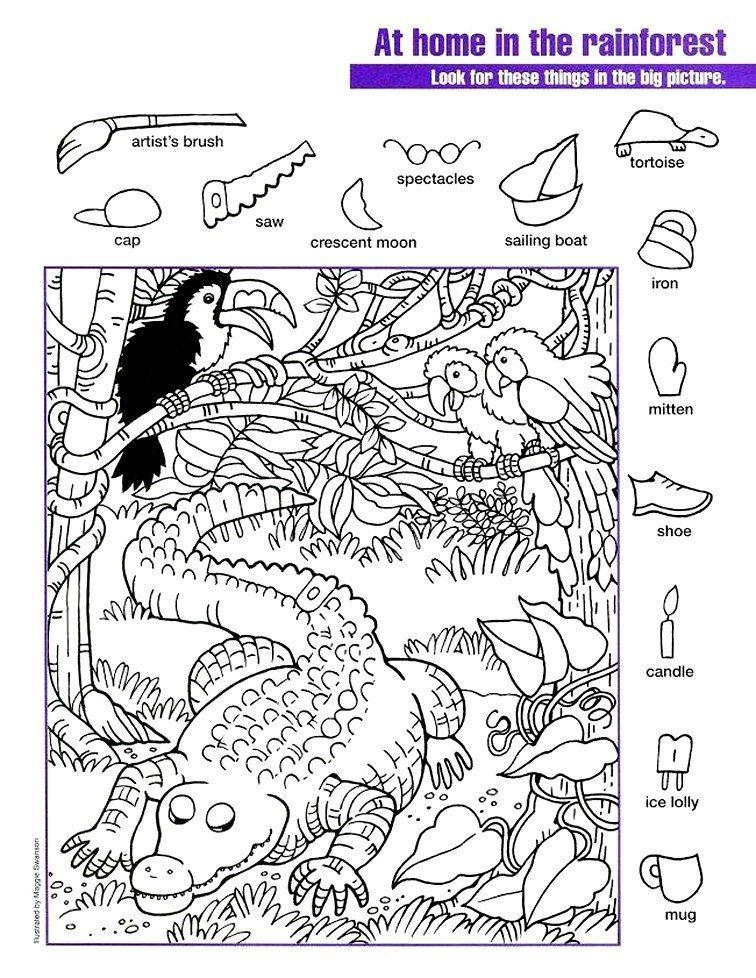 At home in the rainforest
Look for these things in the big picture.
artist's brush
tortoise
spectacles
saw
cap
crescent moon
sailing boat
iron
mitten
shoe
candle
ice lolly
mug
Illustrated by Maggie Swanson